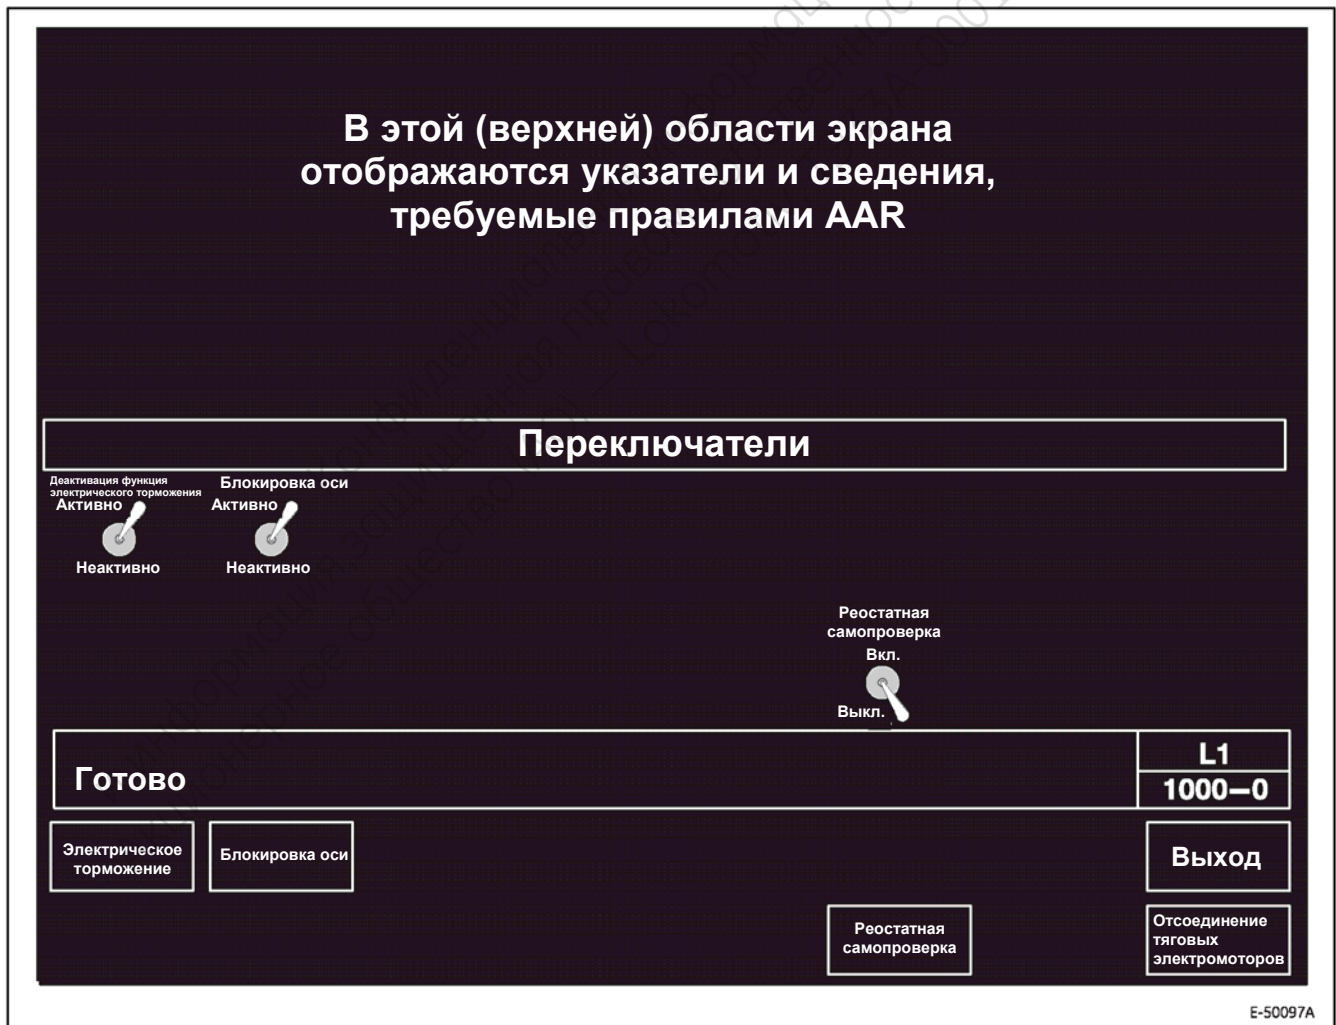 В этой (верхней) области экрана
отображаются указатели и сведения,
требуемые правилами AAR
Переключатели
Деактивация функция
электрического торможения
Активно
Неактивно
Блокировка оси
Активно
Неактивно
Реостатная
самопроверка
Вкл.
Выкл.
Готово
L1
1000–0
Электрическое
торможение
Блокировка оси
Выход
Реостатная
самопроверка
Отсоединение
тяговых
электромоторов
E-50097A